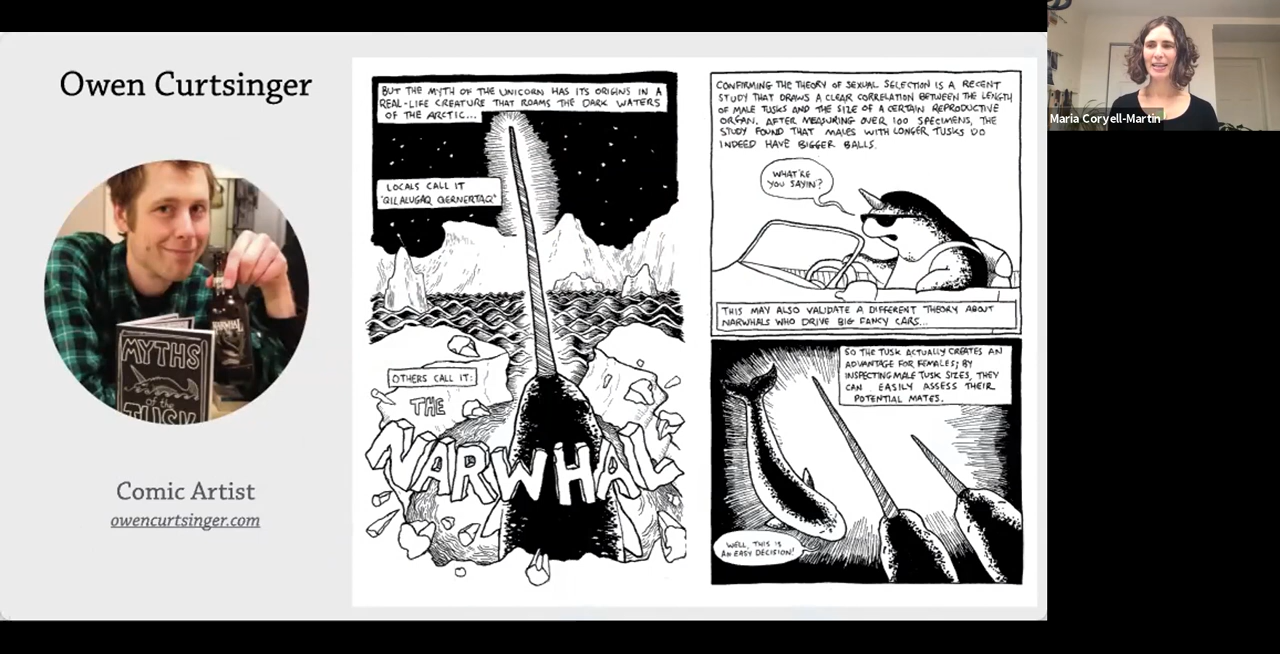 Owen Curtsinger
MYTHS
of the
TUSK
NARWHAL
Comic Artist
owencurtsinger.com
BUT THE MYTH OF THE UNICORN HAS ITS ORIGINS IN A
REAL-LIFE CREATURE THAT ROAMS THE DARK WATERS
OF THE ARCTIC...
LOCALS CALL IT
'QILALUGAQ QERNERTAQ'
OTHERS CALL IT:
THE
NARWHAL
CONFIRMING THE THEORY OF SEXUAL SELECTION IS A RECENT
STUDY THAT DRAWS A CLEAR CORRELATION BETWEEN THE LENGTH
OF MALE TUSKS AND THE SIZE OF A CERTAIN REPRODUCTIVE
ORGAN. AFTER MEASURING OVER 100 SPECIMENS, THE
STUDY FOUND THAT MALES WITH LONGER TUSKS DO
INDEED HAVE BIGGER BALLS.
WHAT'RE
YOU SAYIN'?
THIS MAY ALSO VALIDATE A DIFFERENT THEORY ABOUT
NARWHALS WHO DRIVE BIG FANCY CARS...
SO THE TUSK ACTUALLY CREATES AN
ADVANTAGE FOR FEMALES; BY
INSPECTING MALE TUSK SIZES, THEY
CAN EASILY ASSESS THEIR
POTENTIAL MATES.
WELL, THIS IS
AN EASY DECISION!
Maria Coryell-Martin